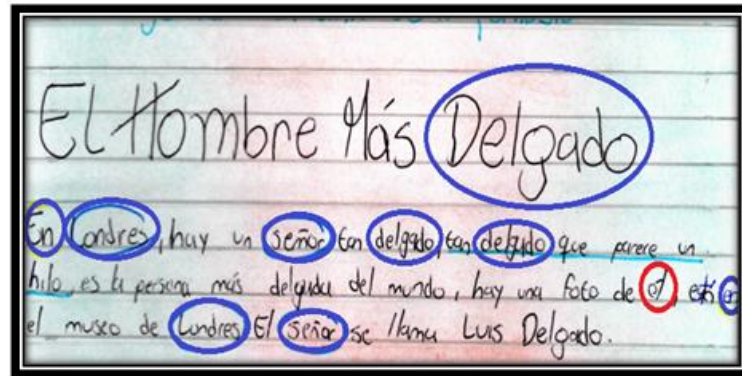 El Hombre Más Delgado
En Londres, hay un señor tan delgado, tan delgado que parece un
hilo, es la persona más delgada del mundo, hay una foto de él, está en
el museo de Londres. El señor se llama Luis Delgado.